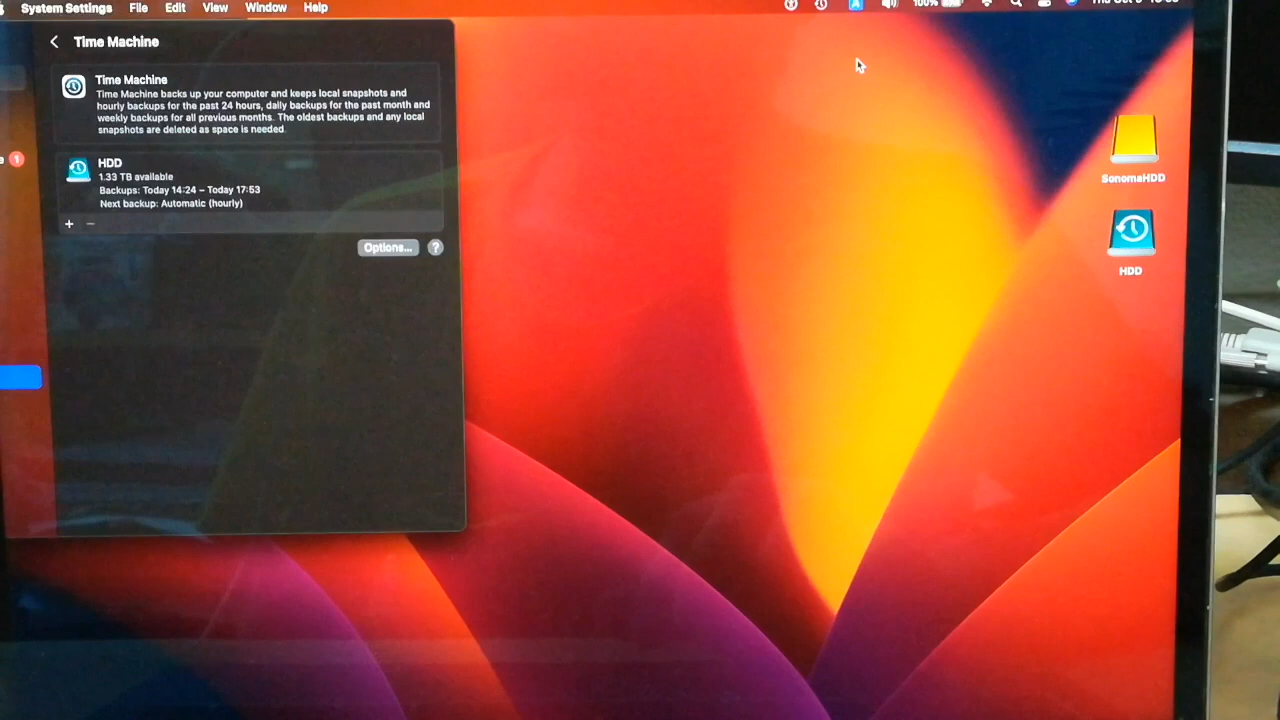 System Settings File Edit View Window Help
100%
Time Machine
Time Machine
Time Machine backs up your computer and keeps local snapshots and
hourly backups for the past 24 hours, daily backups for the past month and
weekly backups for all previous months. The oldest backups and any local
snapshots are deleted as space is needed.
1
HDD
1.33 TB available
Backups: Today 14:24 – Today 17:53
Next backup: Automatic (hourly)
+ −
Options... ?
SonomaHDD
HDD